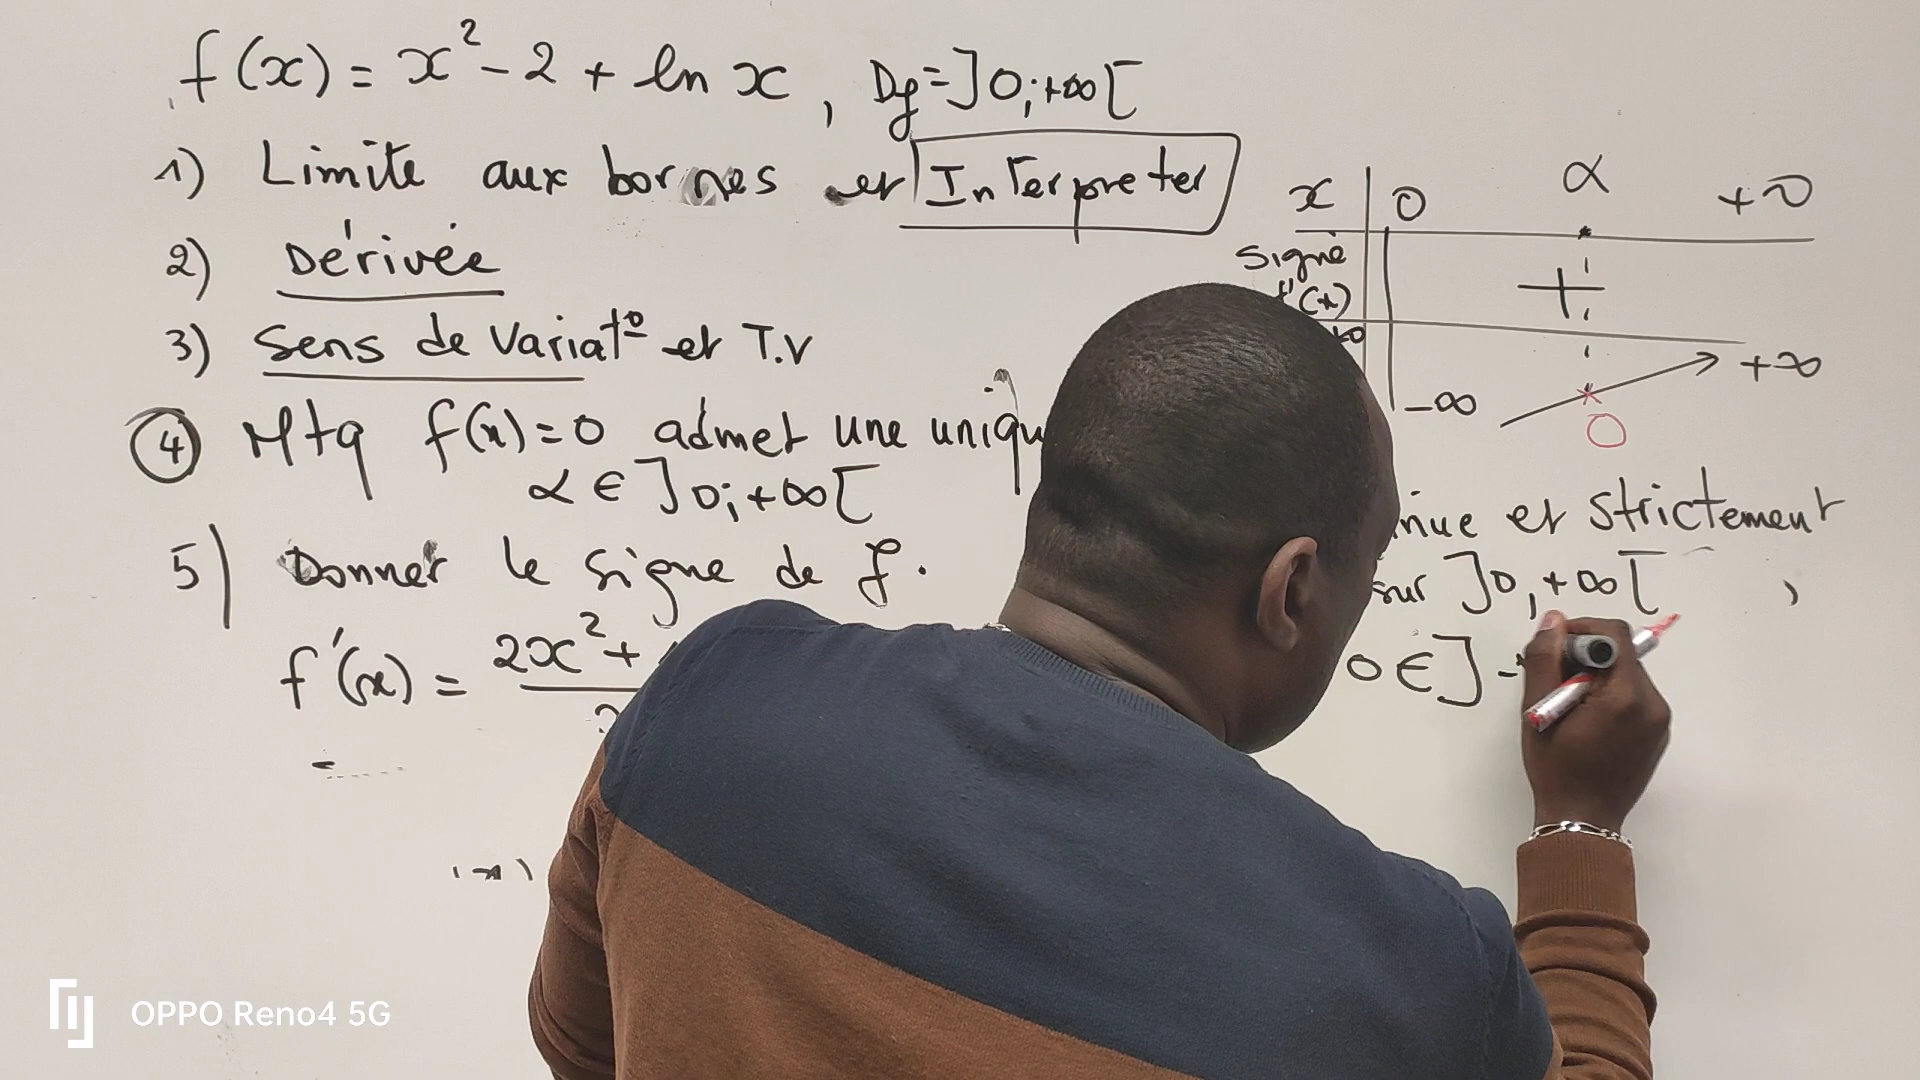 f(x) = x² - 2 + ln x , Df = ]0;+∞[
1) Limite aux bornes et Interpreter
2) Dérivée
3) Sens de Variat° et T.V
4 Mtq f(x)=0 admet une uniqu
α ∈ ]0;+∞[
5) Donner le signe de f.
f'(x) = 2x² +
x 0 α +∞
Signe + 
f'(x)
-∞ 0 +∞
nue et strictement
sur ]0,+∞[ ,
0 ∈ ]-
OPPO Reno4 5G